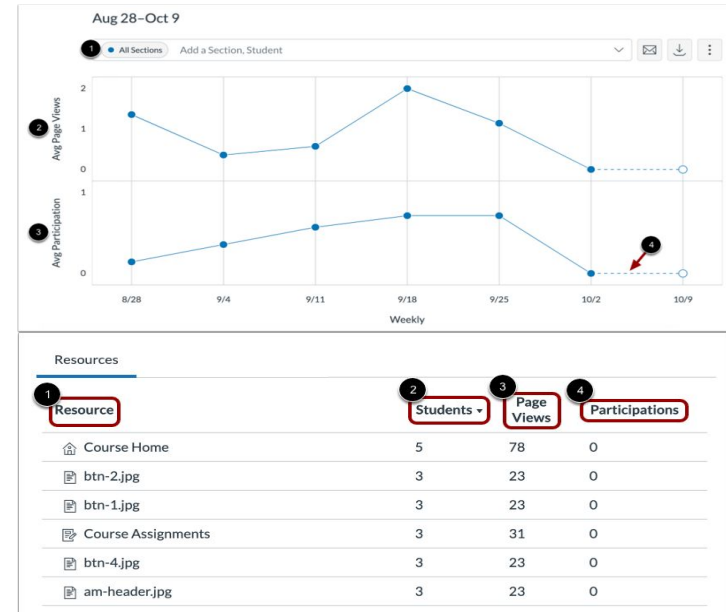 Aug 28–Oct 9
1 All Sections Add a Section, Student
2
2 Avg Page Views
1
0
1
3 Avg Participation
4
0
8/28 9/4 9/11 9/18 9/25 10/2 10/9
Weekly
Resources
1 2 3 4
Resource Students Page Views Participations
Course Home 5 78 0
btn-2.jpg 3 23 0
btn-1.jpg 3 23 0
Course Assignments 3 31 0
btn-4.jpg 3 23 0
am-header.jpg 3 23 0